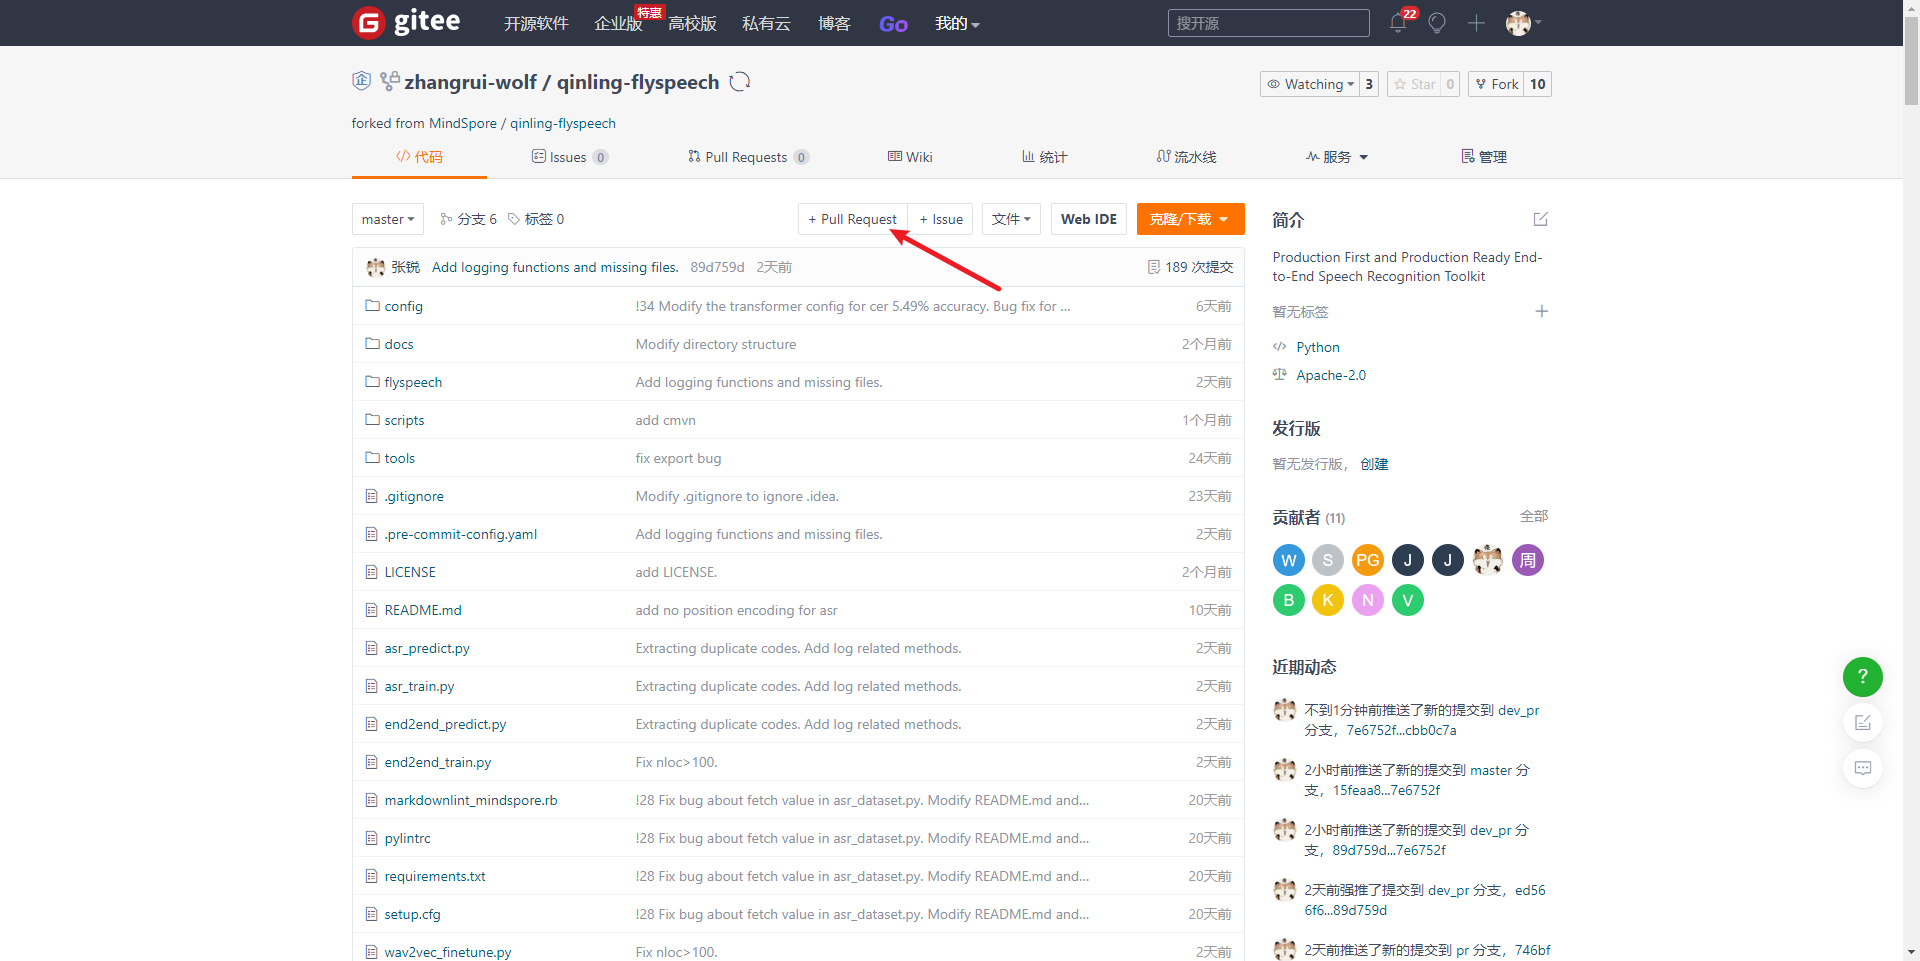 gitee 开源软件 企业版 特惠 高校版 私有云 博客 Go 我的 搜开源 22
zhangrui-wolf / qinling-flyspeech
Watching 3 Star 0 Fork 10
forked from MindSpore / qinling-flyspeech
代码 Issues 0 Pull Requests 0 Wiki 统计 流水线 服务 管理
master 分支 6 标签 0 + Pull Request + Issue 文件 Web IDE 克隆/下载
张锐 Add logging functions and missing files. 89d759d 2天前 189 次提交
config !34 Modify the transformer config for cer 5.49% accuracy. Bug fix for ... 6天前
docs Modify directory structure 2个月前
flyspeech Add logging functions and missing files. 2天前
scripts add cmvn 1个月前
tools fix export bug 24天前
.gitignore Modify .gitignore to ignore .idea. 23天前
.pre-commit-config.yaml Add logging functions and missing files. 2天前
LICENSE add LICENSE. 2个月前
README.md add no position encoding for asr 10天前
asr_predict.py Extracting duplicate codes. Add log related methods. 2天前
asr_train.py Extracting duplicate codes. Add log related methods. 2天前
end2end_predict.py Extracting duplicate codes. Add log related methods. 2天前
end2end_train.py Fix nloc>100. 2天前
markdownlint_mindspore.rb !28 Fix bug about fetch value in asr_dataset.py. Modify README.md and... 20天前
pylintrc !28 Fix bug about fetch value in asr_dataset.py. Modify README.md and... 20天前
requirements.txt !28 Fix bug about fetch value in asr_dataset.py. Modify README.md and... 20天前
setup.cfg !28 Fix bug about fetch value in asr_dataset.py. Modify README.md and... 20天前
wav2vec_finetune.py Fix nloc>100. 2天前
简介
Production First and Production Ready End-
to-End Speech Recognition Toolkit
暂无标签
Python
Apache-2.0
发行版
暂无发行版， 创建
贡献者 (11) 全部
W S PG J J 周
B K N V
近期动态
不到1分钟前推送了新的提交到 dev_pr
分支，7e6752f...cbb0c7a
2小时前推送了新的提交到 master 分
支，15feaa8...7e6752f
2小时前推送了新的提交到 dev_pr 分
支，89d759d...7e6752f
2天前强推了提交到 dev_pr 分支，ed56
6f6...89d759d
2天前推送了新的提交到 pr 分支，746bf
?